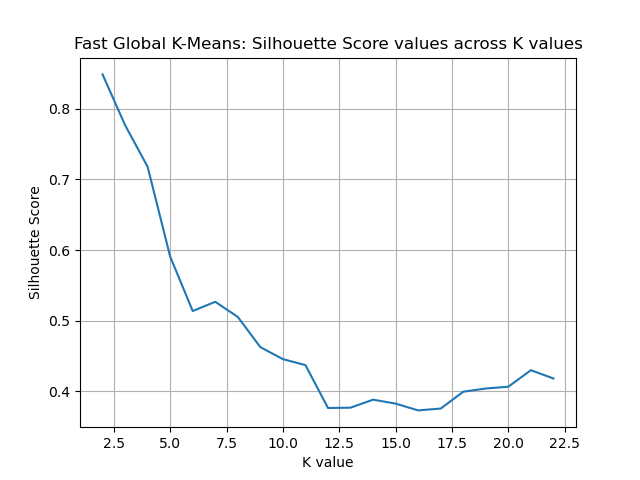 Fast Global K-Means: Silhouette Score values across K values
Silhouette Score
0.8
0.7
0.6
0.5
0.4
2.5 5.0 7.5 10.0 12.5 15.0 17.5 20.0 22.5
K value